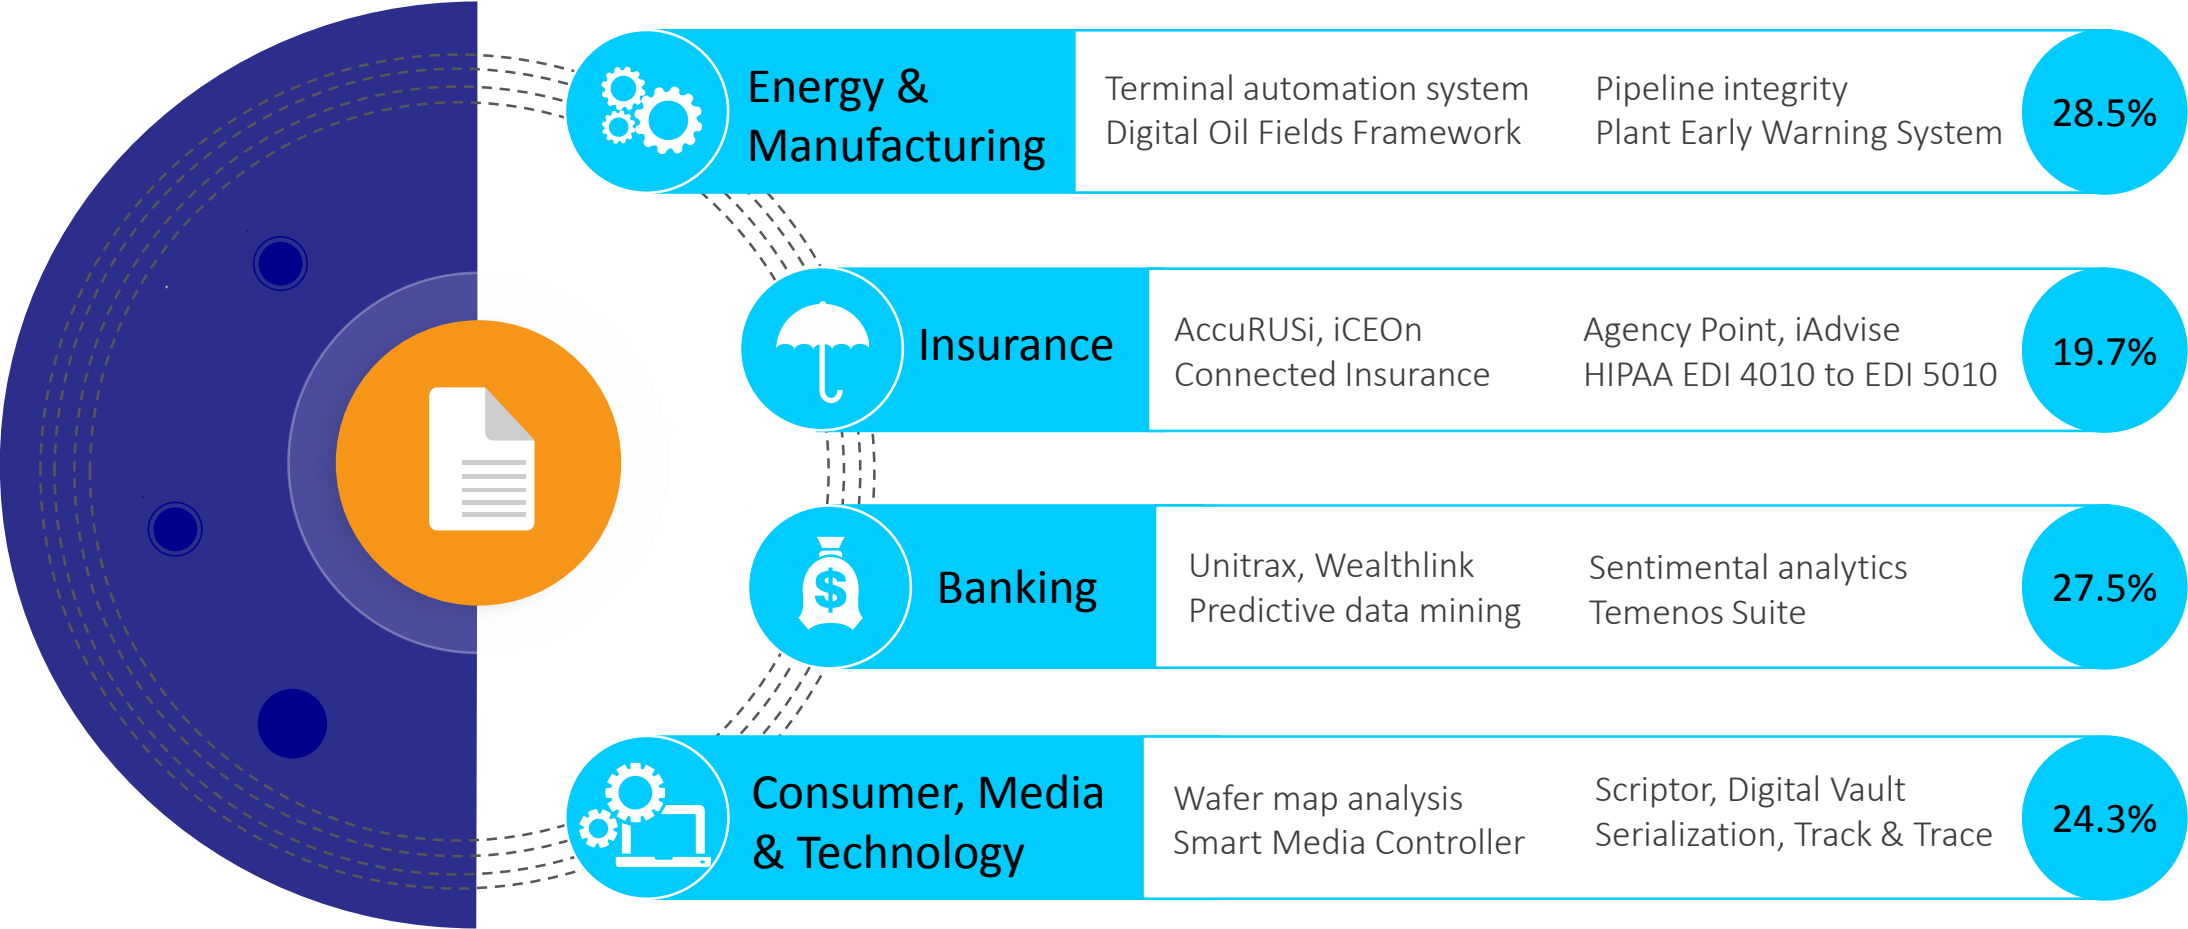 Energy &
Manufacturing
Terminal automation system
Digital Oil Fields Framework
Pipeline integrity
Plant Early Warning System
28.5%
Insurance
AccuRUSi, iCEOn
Connected Insurance
Agency Point, iAdvise
HIPAA EDI 4010 to EDI 5010
19.7%
$
Banking
Unitrax, Wealthlink
Predictive data mining
Sentimental analytics
Temenos Suite
27.5%
Consumer, Media
& Technology
Wafer map analysis
Smart Media Controller
Scriptor, Digital Vault
Serialization, Track & Trace
24.3%